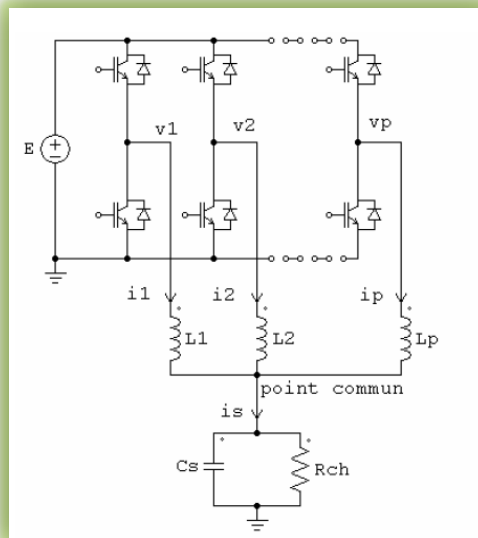 v1 v2 vp
E
i1 i2 ip
L1 L2 Lp
point commun
is
Cs Rch